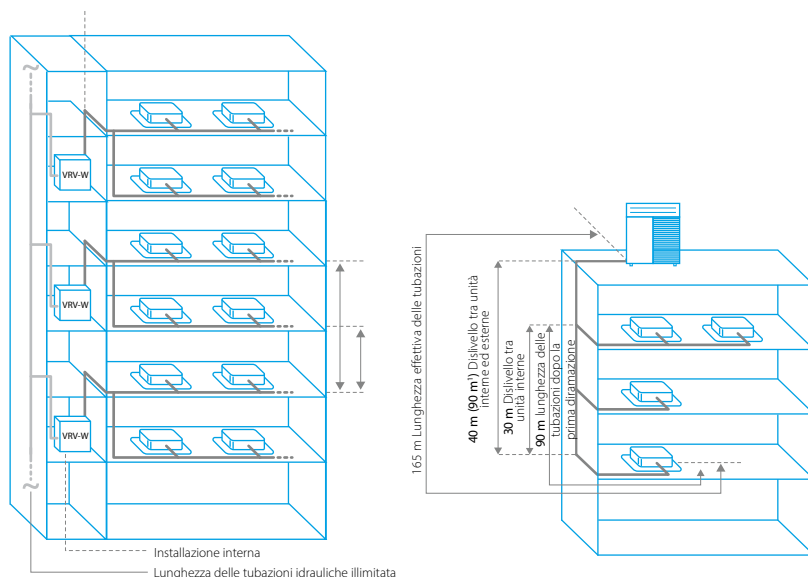 VRV-W
VRV-W
VRV-W
Installazione interna
Lunghezza delle tubazioni idrauliche illimitata
165 m Lunghezza effettiva delle tubazioni
40 m (90 m¹) Dislivello tra unità
interne ed esterne
30 m Dislivello tra
unità interne
90 m lunghezza delle
tubazioni dopo la
prima diramazione